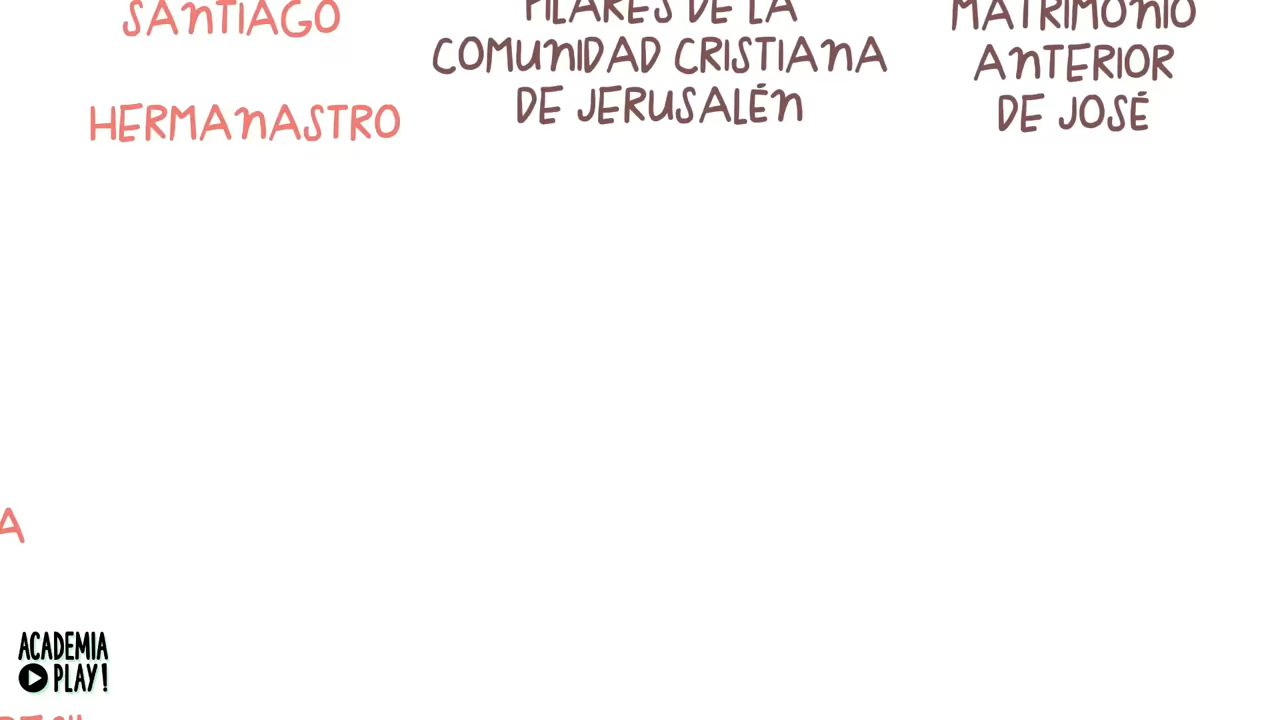 SANTIAGO
HERMANASTRO
PILARES DE LA
COMUNIDAD CRISTIANA
DE JERUSALÉN
MATRIMONIO
ANTERIOR
DE JOSÉ
A
ACADEMIA
PLAY!